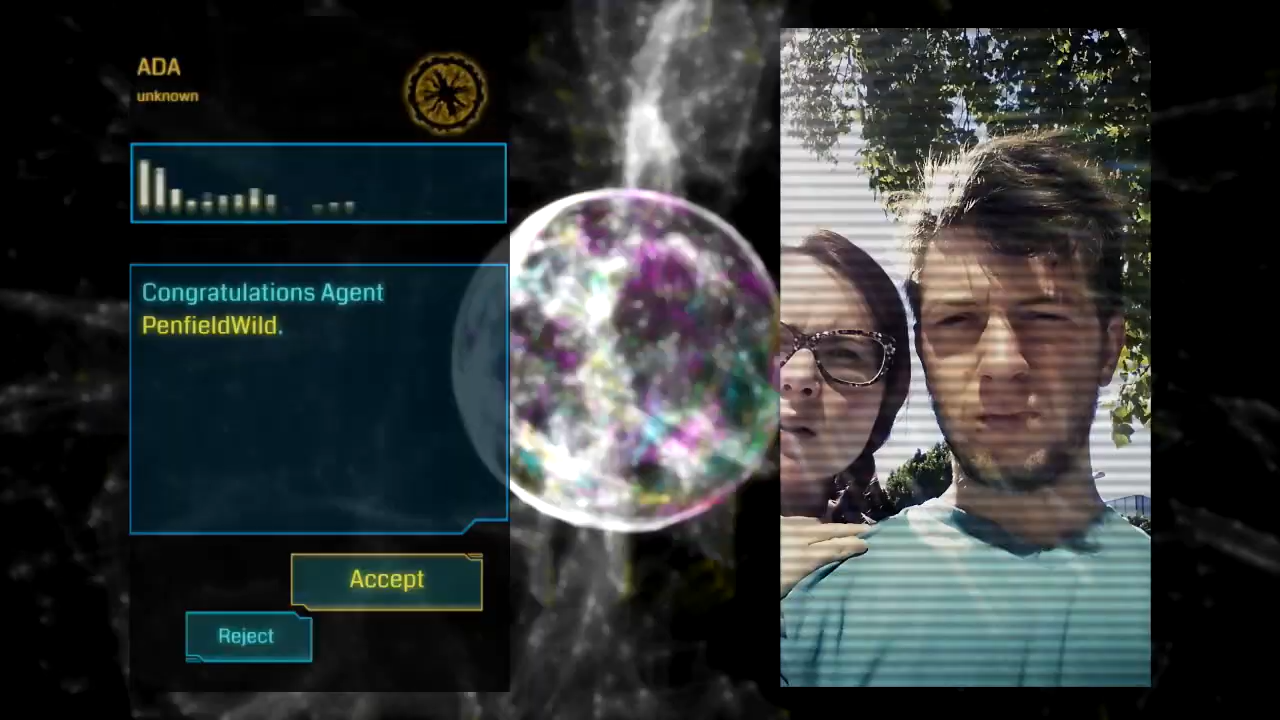 ADA
unknown
Congratulations Agent
PenfieldWild.
Accept
Reject